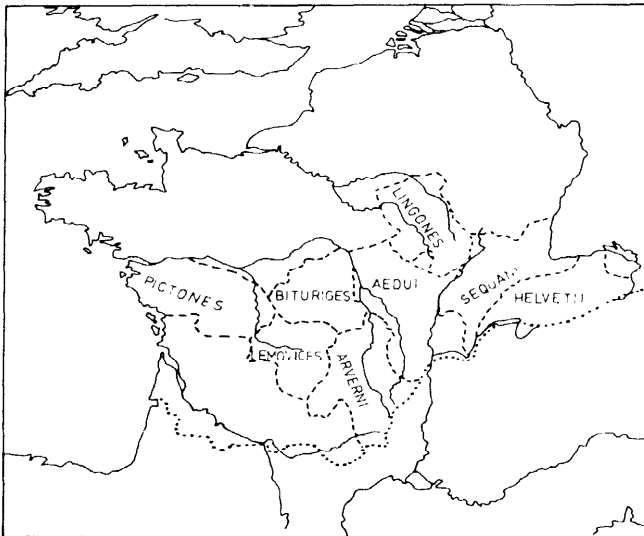 LINGONES
PICTONES
BITURIGES
AEDUI
SEQUANI
HELVETII
LEMOVICES
ARVERNI